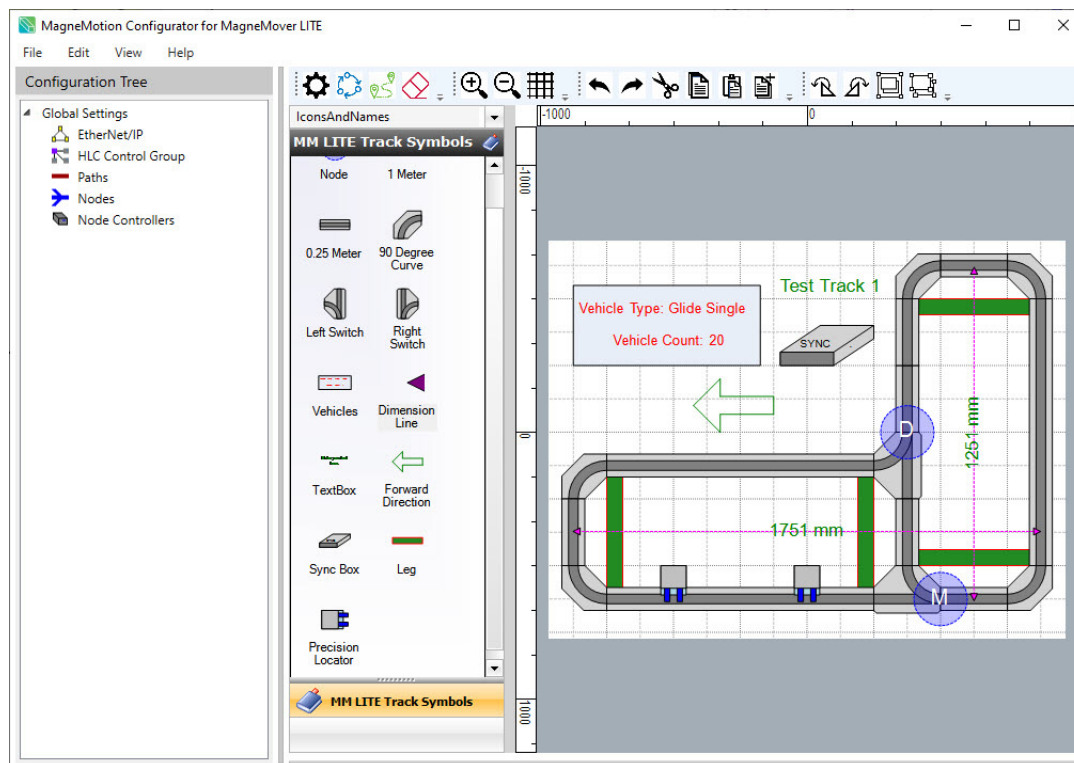 MagneMotion Configurator for MagneMover LITE
File Edit View Help
Configuration Tree
Global Settings
EtherNet/IP
HLC Control Group
Paths
Nodes
Node Controllers
IconsAndNames
MM LITE Track Symbols
Node
1 Meter
0.25 Meter
90 Degree
Curve
Left Switch
Right
Switch
Vehicles
Dimension
Line
TextBox
Forward
Direction
Sync Box
Leg
Precision
Locator
MM LITE Track Symbols
-1000
0
-1000
0
1000
Test Track 1
Vehicle Type: Glide Single
Vehicle Count: 20
SYNC
D
1251 mm
1751 mm
M